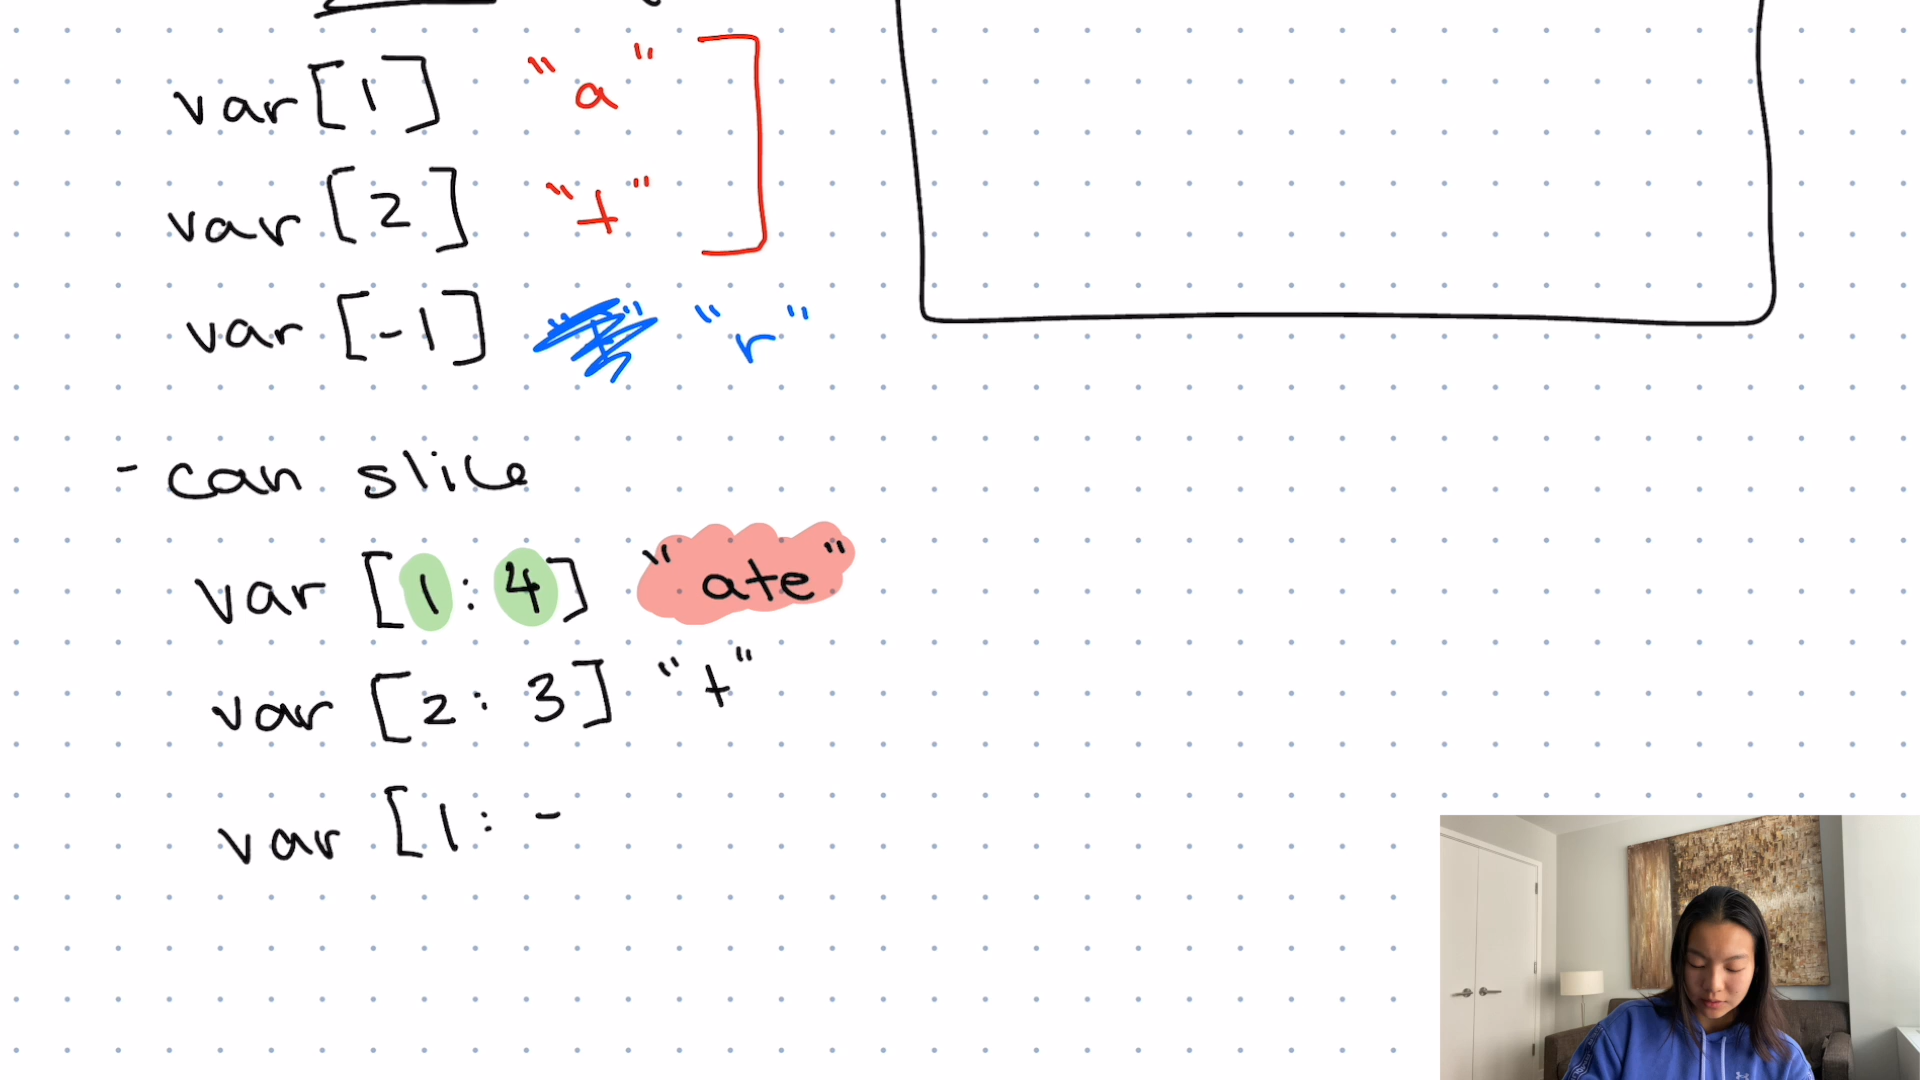 var [1] "a"
var [2] "t"
var [-1] "r"
- can slice
var [1:4] "ate"
var [2:3] "t"
var [1: -